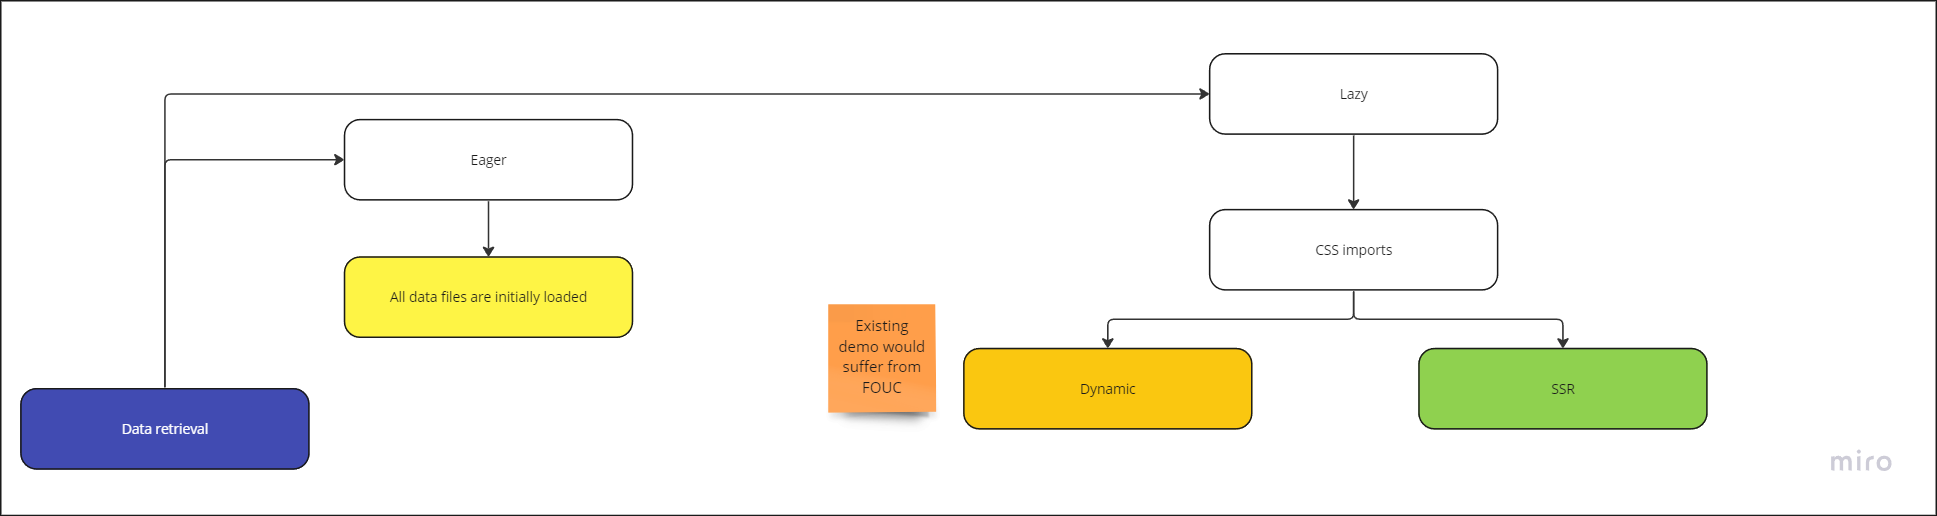 Lazy
Eager
CSS imports
All data files are initially loaded
Existing
demo would
suffer from
FOUC
Dynamic
SSR
Data retrieval
miro